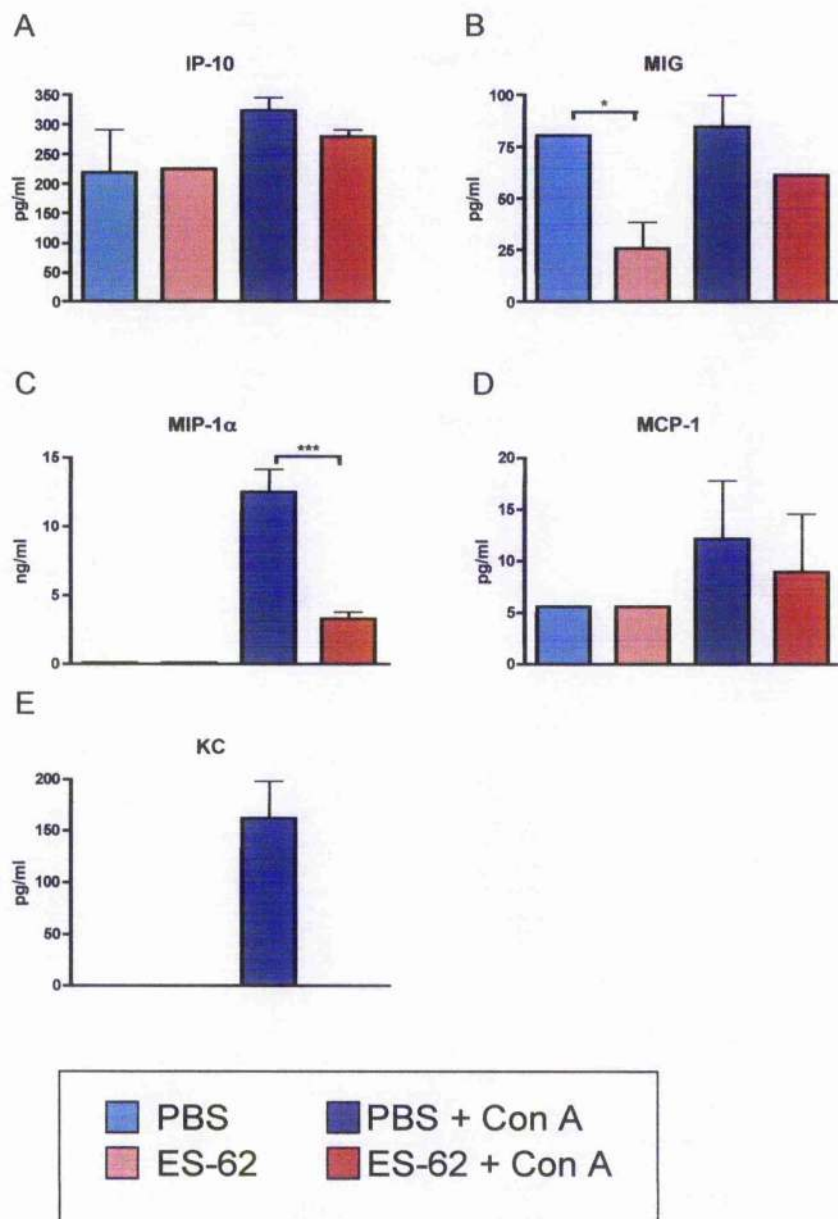 A
IP-10
350
300
250
200
150
100
50
0
pg/ml
B
MIG
*
100
75
50
25
0
pg/ml
C
MIP-1α
***
15
10
5
0
ng/ml
D
MCP-1
20
15
10
5
0
pg/ml
E
KC
200
150
100
50
0
pg/ml
PBS
PBS + Con A
ES-62
ES-62 + Con A